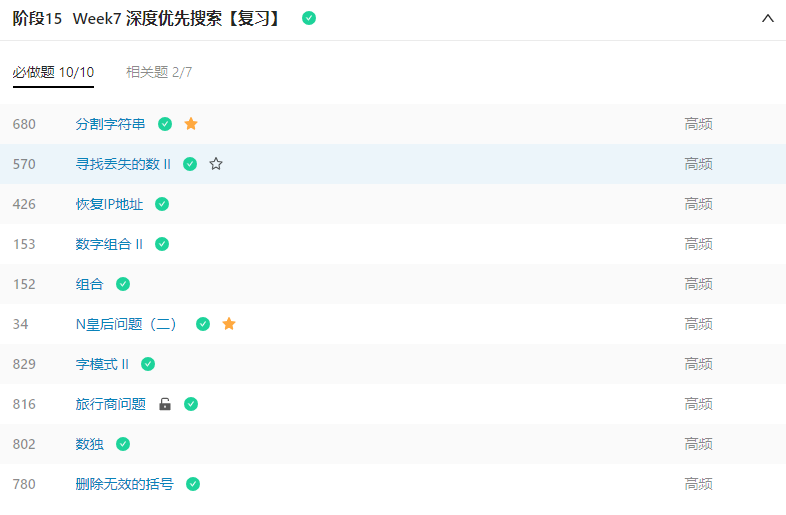 阶段15 Week7 深度优先搜索【复习】
必做题 10/10 相关题 2/7
680 分割字符串 高频
570 寻找丢失的数 II 高频
426 恢复IP地址 高频
153 数字组合 II 高频
152 组合 高频
34 N皇后问题（二） 高频
829 字模式 II 高频
816 旅行商问题 高频
802 数独 高频
780 删除无效的括号 高频